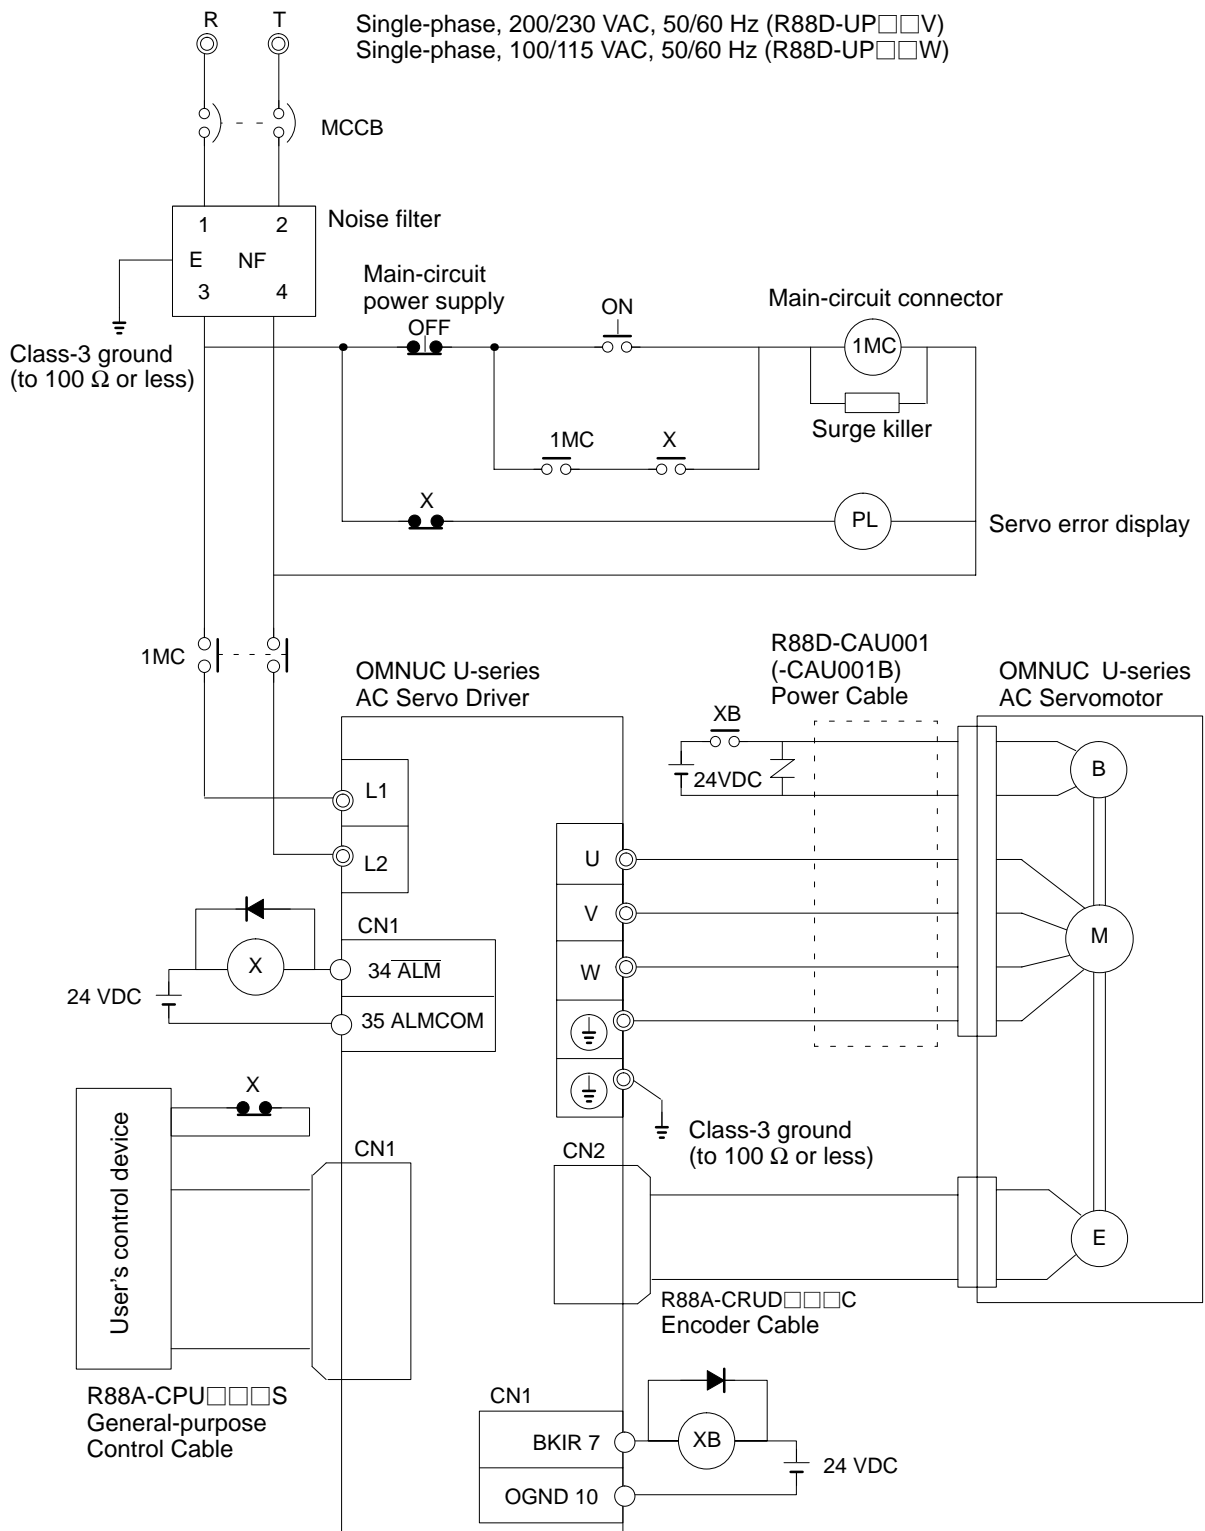 R T
Single-phase, 200/230 VAC, 50/60 Hz (R88D-UP□□V)
Single-phase, 100/115 VAC, 50/60 Hz (R88D-UP□□W)
MCCB
1 2
Noise filter
E NF
3 4
Class-3 ground
(to 100 Ω or less)
Main-circuit
power supply
OFF
ON
Main-circuit connector
1MC
Surge killer
1MC X
X
PL
Servo error display
1MC
OMNUC U-series
AC Servo Driver
R88D-CAU001
(-CAU001B)
Power Cable
OMNUC U-series
AC Servomotor
XB
24VDC
B
L1
L2
U
V
W
M
CN1
X
34 ALM
24 VDC
35 ALMCOM
X
User's control device
CN1
Class-3 ground
(to 100 Ω or less)
CN2
E
R88A-CRUD□□□C
Encoder Cable
R88A-CPU□□□S
General-purpose
Control Cable
CN1
BKIR 7
XB
24 VDC
OGND 10